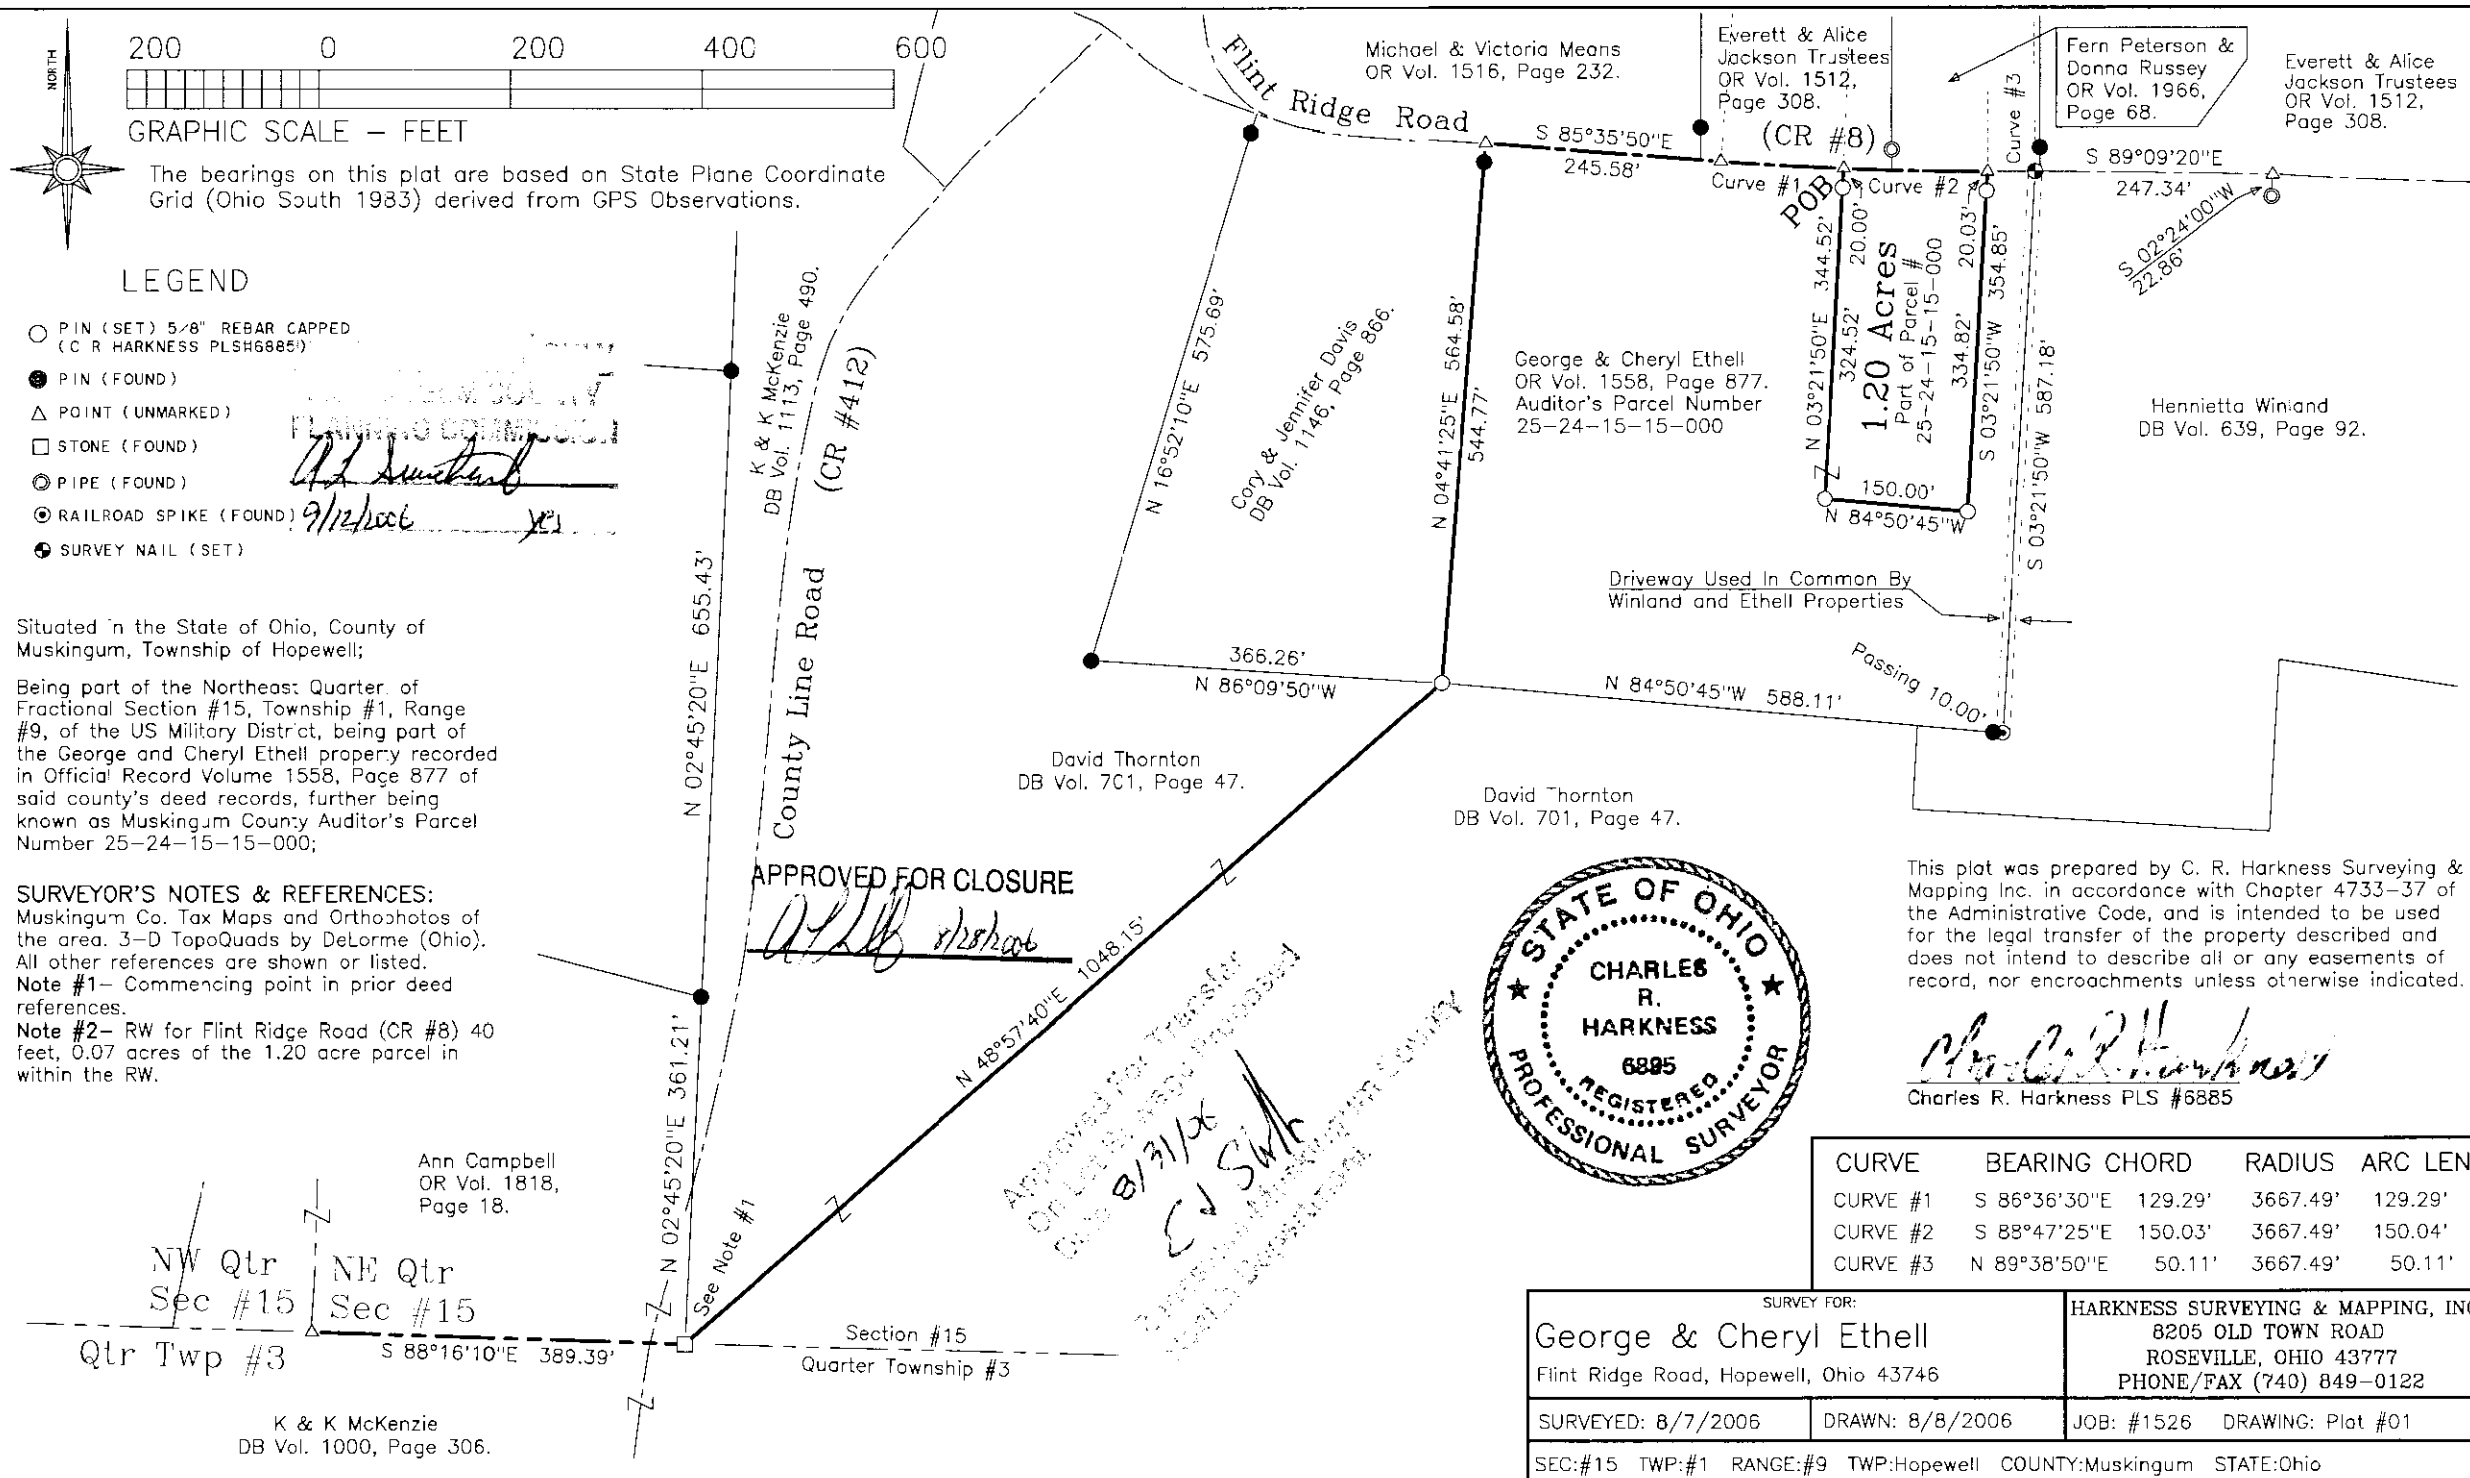 NORTH
200 0 200 400 600
GRAPHIC SCALE – FEET
The bearings on this plat are based on State Plane Coordinate
Grid (Ohio South 1983) derived from GPS Observations.
LEGEND
PIN (SET) 5/8" REBAR CAPPED
(C R HARKNESS PLS#6885)
PIN (FOUND)
POINT (UNMARKED)
STONE (FOUND)
PIPE (FOUND)
RAILROAD SPIKE (FOUND)
SURVEY NAIL (SET)
PLANNING COMMISSION
9/12/2006 yes
Situated in the State of Ohio, County of
Muskingum, Township of Hopewell;
Being part of the Northeast Quarter of
Fractional Section #15, Township #1, Range
#9, of the US Military District, being part of
the George and Cheryl Ethell property recorded
in Official Record Volume 1558, Page 877 of
said county's deed records, further being
known as Muskingum County Auditor's Parcel
Number 25–24–15–15–000;
SURVEYOR'S NOTES & REFERENCES:
Muskingum Co. Tax Maps and Orthophotos of
the area. 3–D TopoQuads by DeLorme (Ohio).
All other references are shown or listed.
Note #1– Commencing point in prior deed
references.
Note #2– RW for Flint Ridge Road (CR #8) 40
feet, 0.07 acres of the 1.20 acre parcel in
within the RW.
Ann Campbell
OR Vol. 1818,
Page 18.
NW Qtr
Sec #15
NE Qtr
Sec #15
Qtr Twp #3
S 88°16'10"E 389.39'
K & K McKenzie
DB Vol. 1000, Page 306.
Section #15
Quarter Township #3
See Note #1
N 02°45'20"E 361.21'
N 02°45'20"E 655.43'
K & K McKenzie
DB Vol. 1113, Page 490.
County Line Road (CR #412)
APPROVED FOR CLOSURE
8/28/2006
N 48°57'40"E 1048.15'
Approved For Transfer
8/31/06
David Thornton
DB Vol. 701, Page 47.
David Thornton
DB Vol. 701, Page 47.
366.26'
N 86°09'50"W
N 16°52'10"E 575.69'
Cory & Jennifer Davis
DB Vol. 1146, Page 866.
N 04°41'25"E 564.58'
544.77'
Flint Ridge Road (CR #8)
Michael & Victoria Means
OR Vol. 1516, Page 232.
Everett & Alice
Jackson Trustees
OR Vol. 1512,
Page 308.
Fern Peterson &
Donna Russey
OR Vol. 1966,
Page 68.
Everett & Alice
Jackson Trustees
OR Vol. 1512,
Page 308.
S 85°35'50"E
245.58'
Curve #1
POB
Curve #2
Curve #3
S 89°09'20"E
247.34'
S 02°24'00"W
22.86'
George & Cheryl Ethell
OR Vol. 1558, Page 877.
Auditor's Parcel Number
25–24–15–15–000
N 03°21'50"E 344.52'
324.52' 20.00'
1.20 Acres
Part of Parcel #
25–24–15–15–000
334.82' 20.03'
S 03°21'50"W 354.85'
150.00'
N 84°50'45"W
S 03°21'50"W 587.18'
Hennietta Winland
DB Vol. 639, Page 92.
Driveway Used In Common By
Winland and Ethell Properties
N 84°50'45"W 588.11'
Passing 10.00'
STATE OF OHIO
CHARLES
R.
HARKNESS
6885
REGISTERED
PROFESSIONAL SURVEYOR
This plat was prepared by C. R. Harkness Surveying &
Mapping Inc. in accordance with Chapter 4733–37 of
the Administrative Code, and is intended to be used
for the legal transfer of the property described and
does not intend to describe all or any easements of
record, nor encroachments unless otherwise indicated.
Charles R. Harkness
Charles R. Harkness PLS #6885
CURVE BEARING CHORD RADIUS ARC LEN
CURVE #1 S 86°36'30"E 129.29' 3667.49' 129.29'
CURVE #2 S 88°47'25"E 150.03' 3667.49' 150.04'
CURVE #3 N 89°38'50"E 50.11' 3667.49' 50.11'
SURVEY FOR:
George & Cheryl Ethell
Flint Ridge Road, Hopewell, Ohio 43746
HARKNESS SURVEYING & MAPPING, INC
8205 OLD TOWN ROAD
ROSEVILLE, OHIO 43777
PHONE/FAX (740) 849–0122
SURVEYED: 8/7/2006 DRAWN: 8/8/2006 JOB: #1526 DRAWING: Plat #01
SEC:#15 TWP:#1 RANGE:#9 TWP:Hopewell COUNTY:Muskingum STATE:Ohio